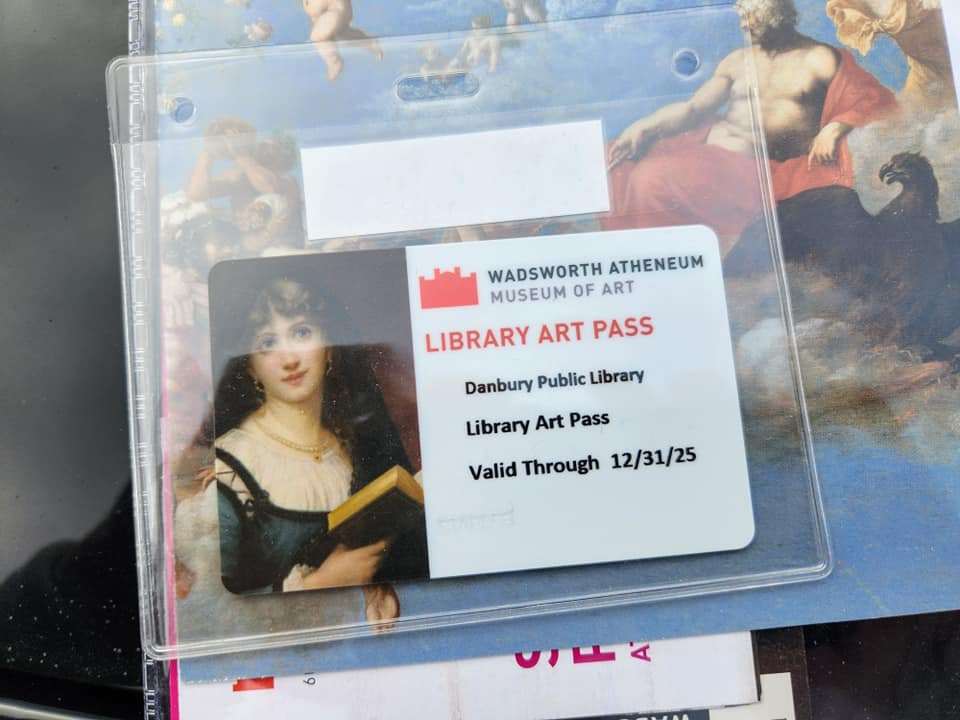 WADSWORTH ATHENEUM
MUSEUM OF ART
LIBRARY ART PASS
Danbury Public Library
Library Art Pass
Valid Through 12/31/25